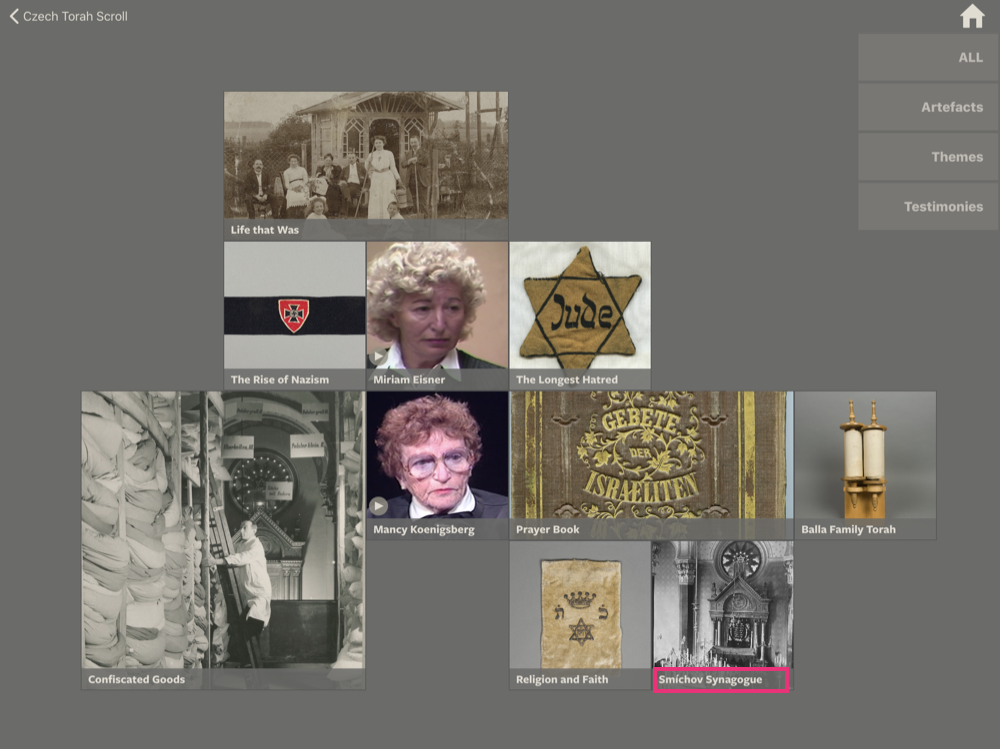 Czech Torah Scroll
ALL
Artefacts
Themes
Testimonies
Life that Was
The Rise of Nazism
Miriam Eisner
Jude
The Longest Hatred
Confiscated Goods
Mancy Koenigsberg
GEBETE
DER
ISRAELITEN
Prayer Book
Balla Family Torah
כ ת
Religion and Faith
Smíchov Synagogue